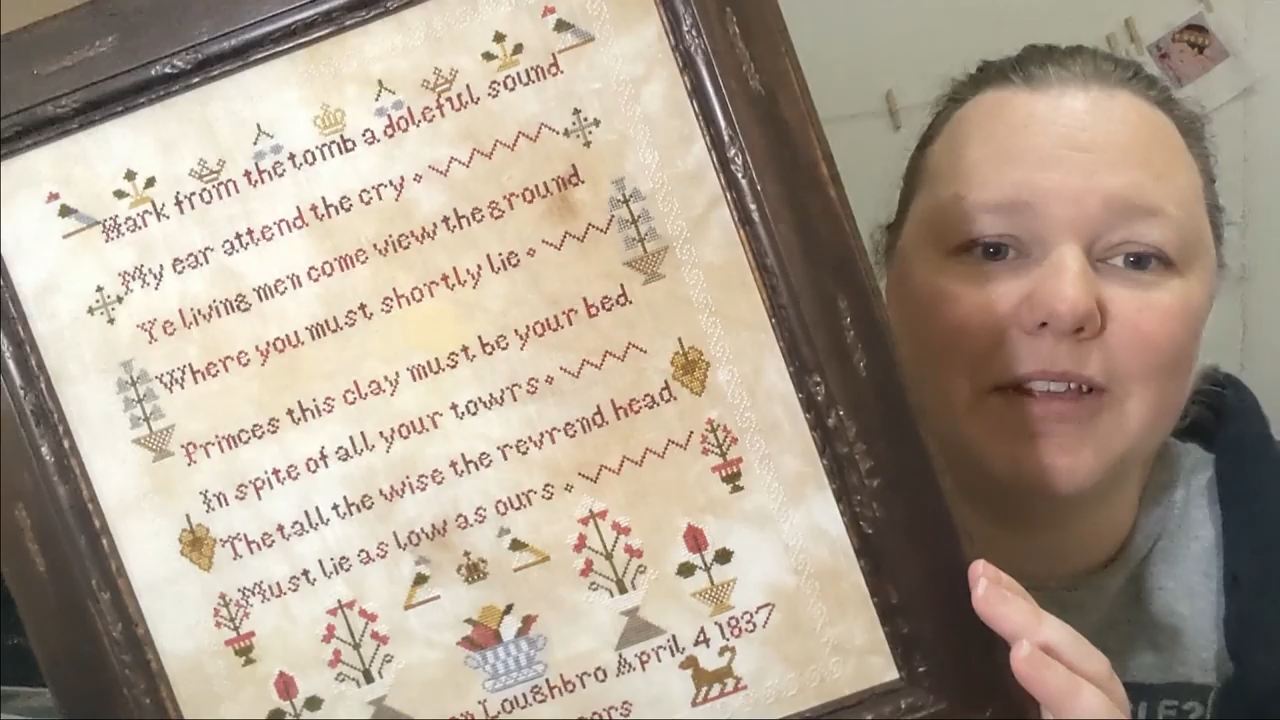 Hark from the tomb a doleful sound
My ear attend the cry
Ye living men come view the ground
Where you must shortly lie
Princes this clay must be your bed
In spite of all your towrs
The tall the wise the revrend head
Must lie as low as ours
Loughbro April 4 1837